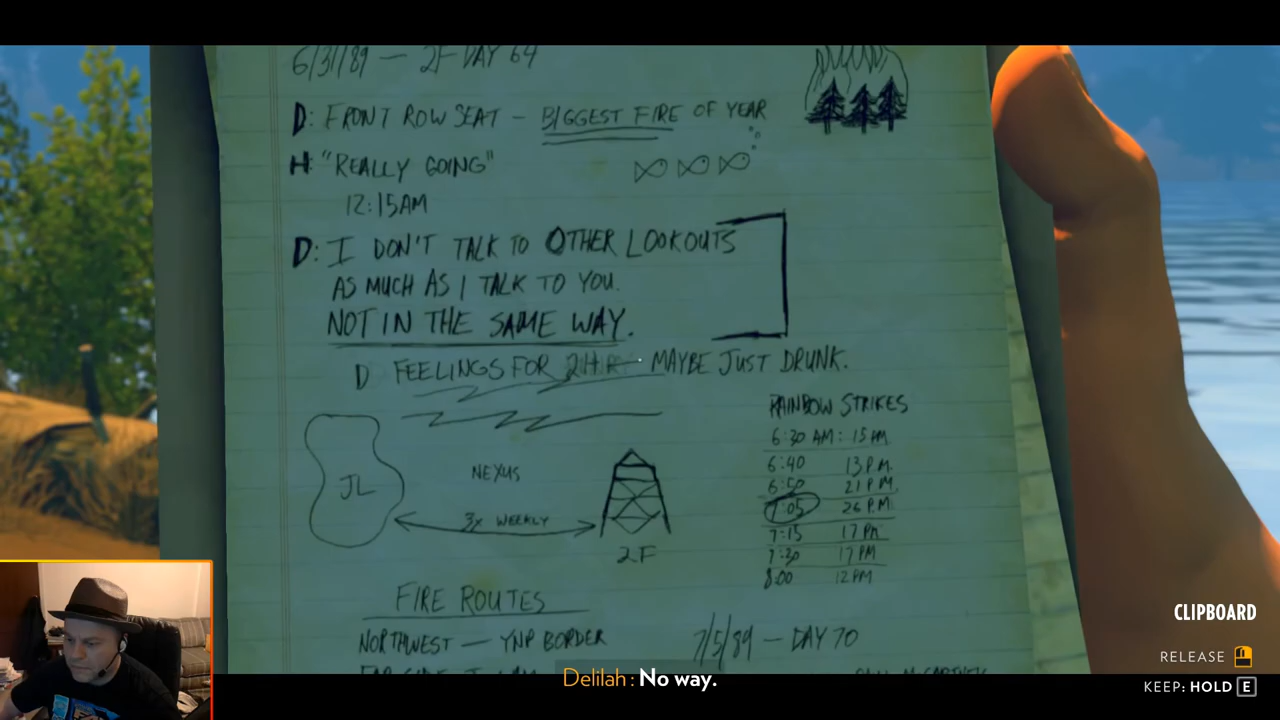 6/31/89 — 2F DAY 64
D: FRONT ROW SEAT — BIGGEST FIRE OF YEAR
H: "REALLY GOING"
12:15AM
D: I DON'T TALK TO OTHER LOOKOUTS
AS MUCH AS I TALK TO YOU.
NOT IN THE SAME WAY.
D FEELINGS FOR MAYBE JUST DRUNK.
RAINBOW STRIKES
6:30 AM: 15 PM
6:40 13 P.M.
6:50 21 P.M.
7:05 26 P.M.
7:15 17 PM
7:30 17 PM
8:00 12 PM
JL
NEXUS
3X WEEKLY
2F
FIRE ROUTES
NORTHWEST — YNP BORDER
7/5/89 — DAY 70
CLIPBOARD
RELEASE
KEEP: HOLD E
Delilah: No way.